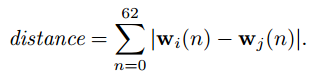 distance = \sum_{n=0}^{62} |\mathbf{w}_i(n) - \mathbf{w}_j(n)|.